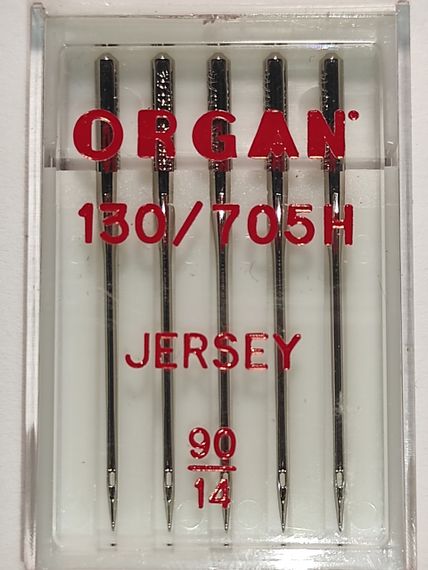 ORGAN
130/705H
JERSEY
90
14